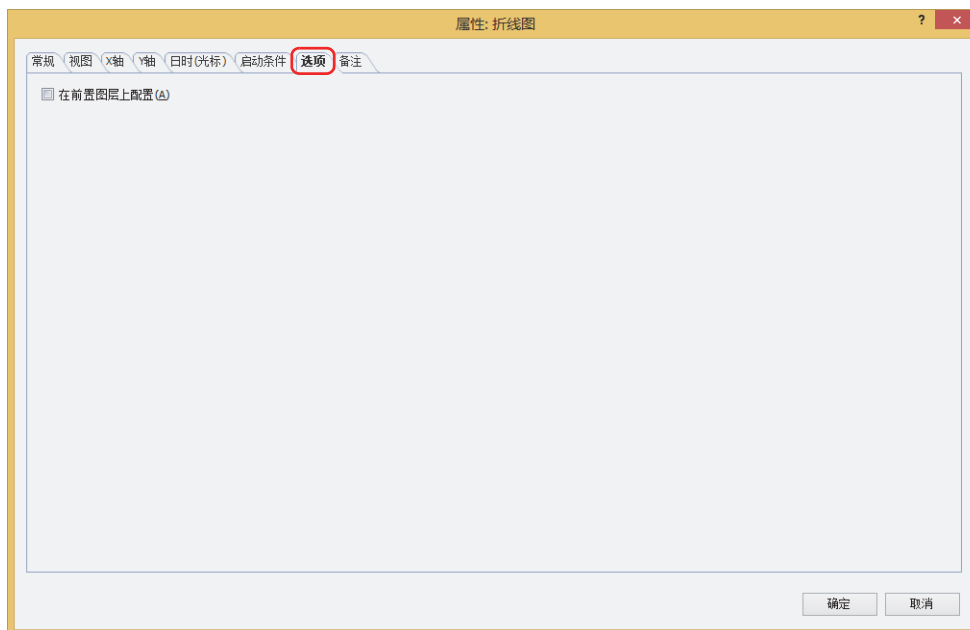 属性: 折线图
? ×
常规 视图 X轴 Y轴 日时(光标) 启动条件 选项 备注
在前置图层上配置(A)
确定 取消